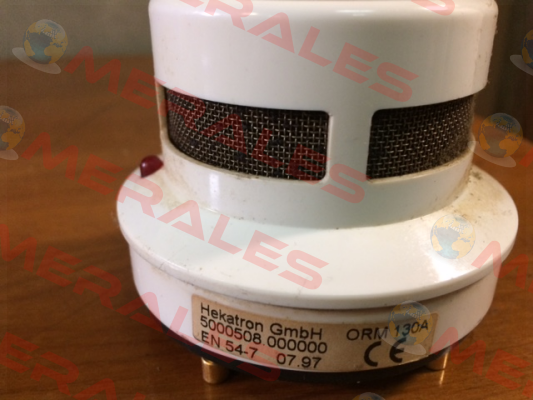 MERALES
MERALES
MERALES
Hekatron GmbH
ORM 130A
5000508.000000
EN 54-7 07.97
CE